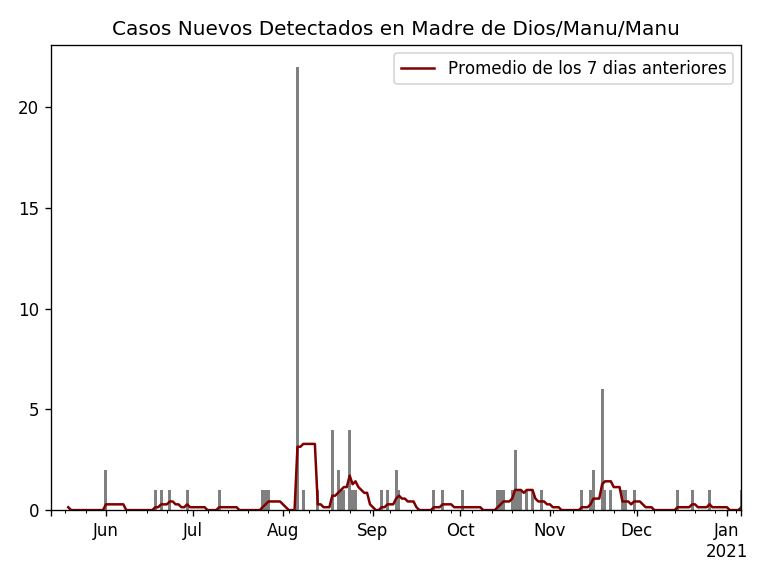 Casos Nuevos Detectados en Madre de Dios/Manu/Manu
Promedio de los 7 dias anteriores
20
15
10
5
0
Jun Jul Aug Sep Oct Nov Dec Jan
2021